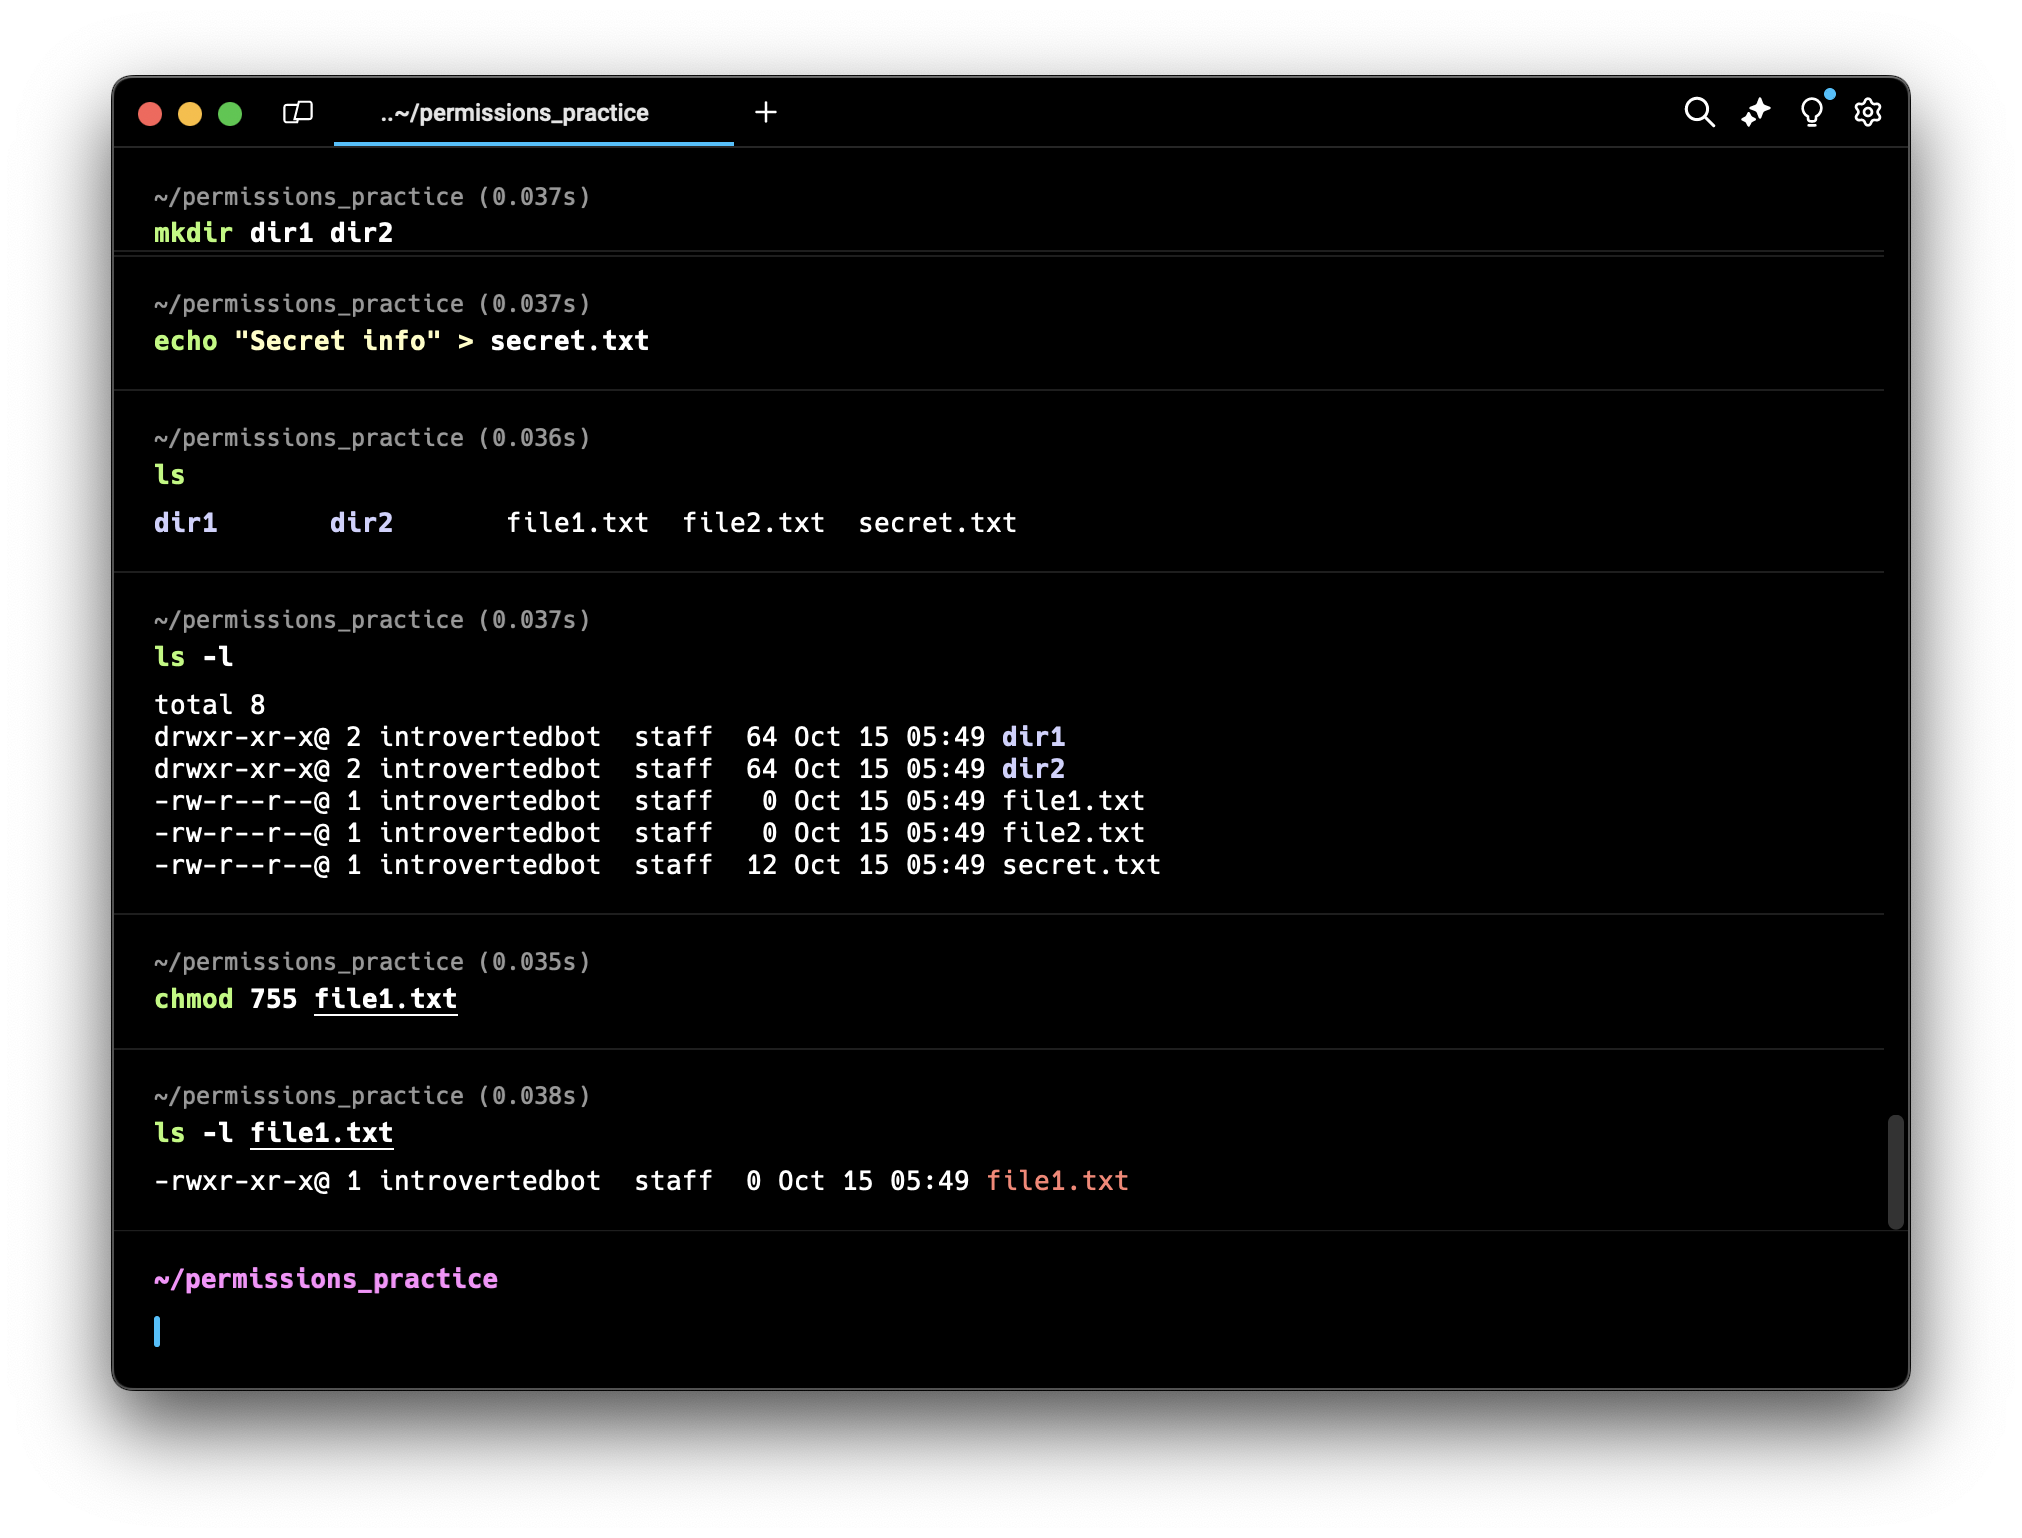 ..~/permissions_practice
~/permissions_practice (0.037s)
mkdir dir1 dir2
~/permissions_practice (0.037s)
echo "Secret info" > secret.txt
~/permissions_practice (0.036s)
ls
dir1       dir2       file1.txt  file2.txt  secret.txt
~/permissions_practice (0.037s)
ls -l
total 8
drwxr-xr-x@ 2 introvertedbot  staff  64 Oct 15 05:49 dir1
drwxr-xr-x@ 2 introvertedbot  staff  64 Oct 15 05:49 dir2
-rw-r--r--@ 1 introvertedbot  staff   0 Oct 15 05:49 file1.txt
-rw-r--r--@ 1 introvertedbot  staff   0 Oct 15 05:49 file2.txt
-rw-r--r--@ 1 introvertedbot  staff  12 Oct 15 05:49 secret.txt
~/permissions_practice (0.035s)
chmod 755 file1.txt
~/permissions_practice (0.038s)
ls -l file1.txt
-rwxr-xr-x@ 1 introvertedbot  staff  0 Oct 15 05:49 file1.txt
~/permissions_practice